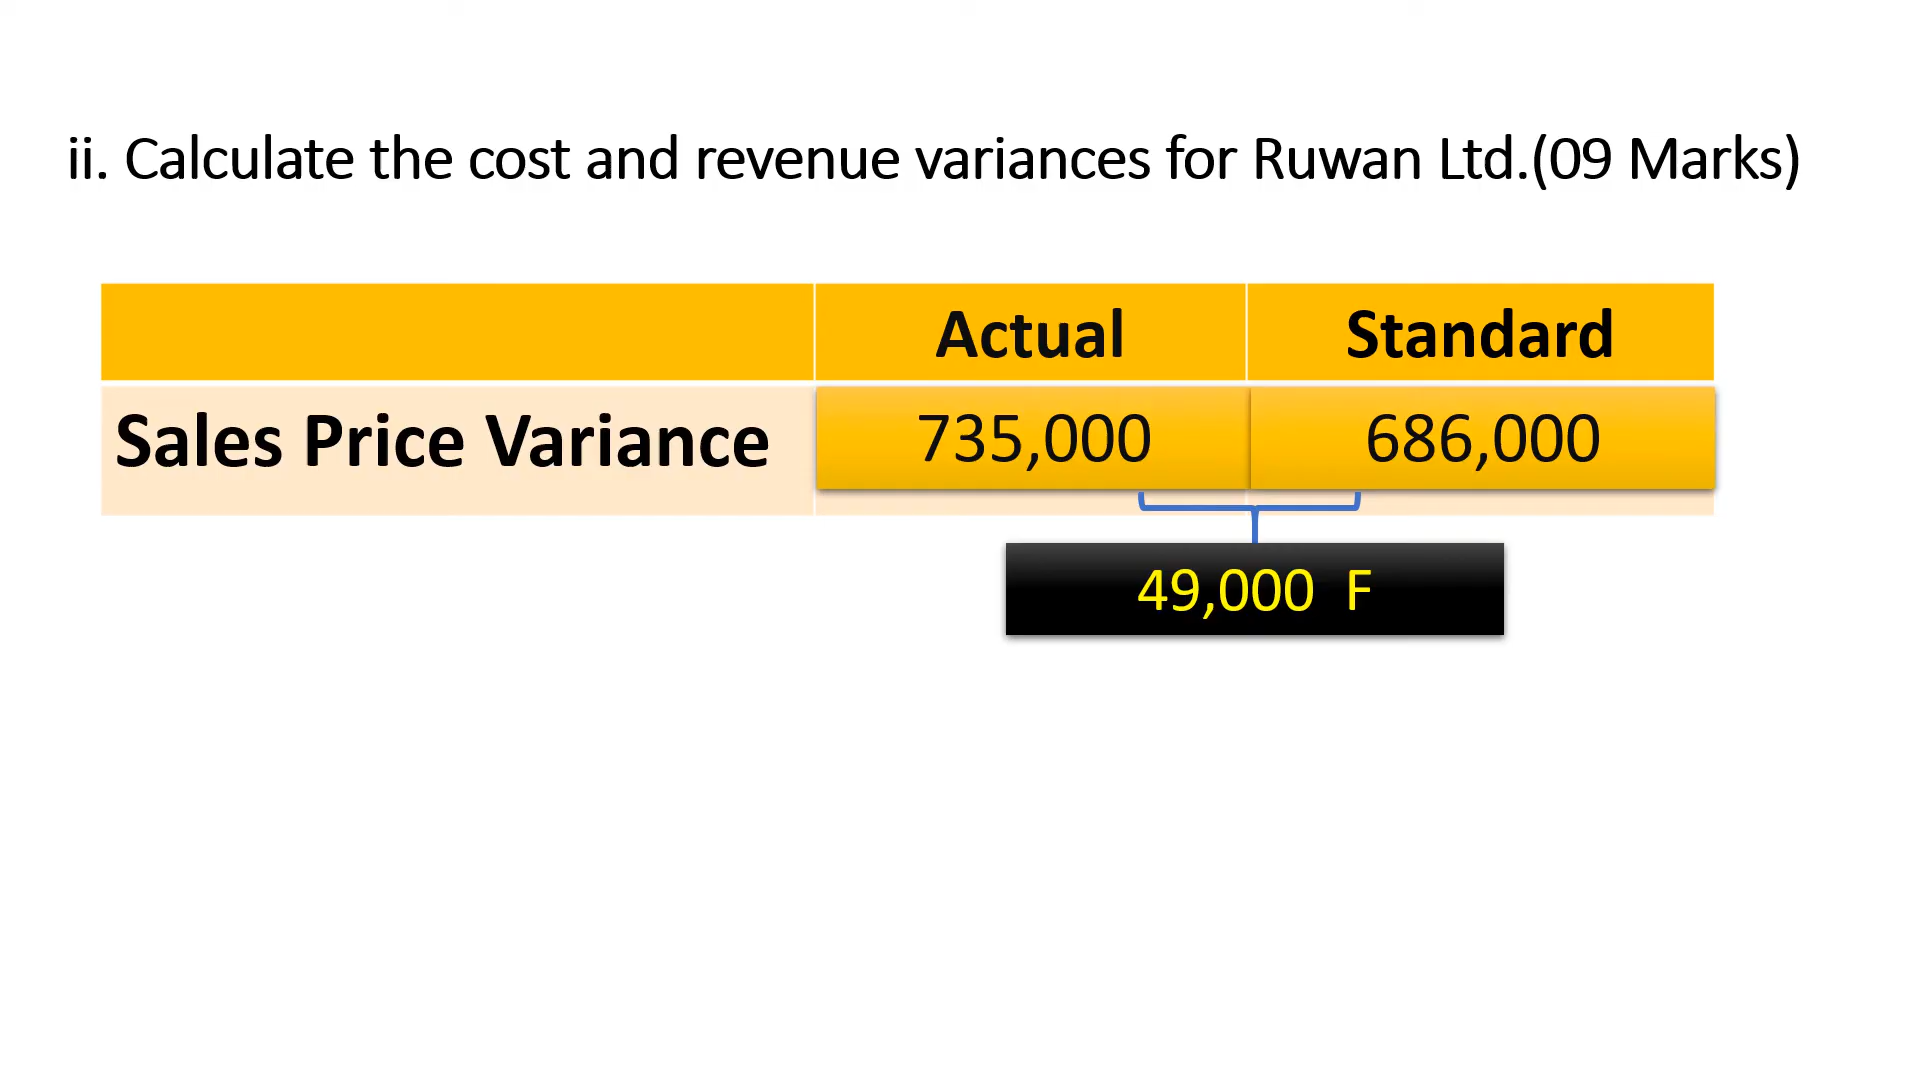 ii. Calculate the cost and revenue variances for Ruwan Ltd.(09 Marks)
Actual Standard
Sales Price Variance 735,000 686,000
49,000 F